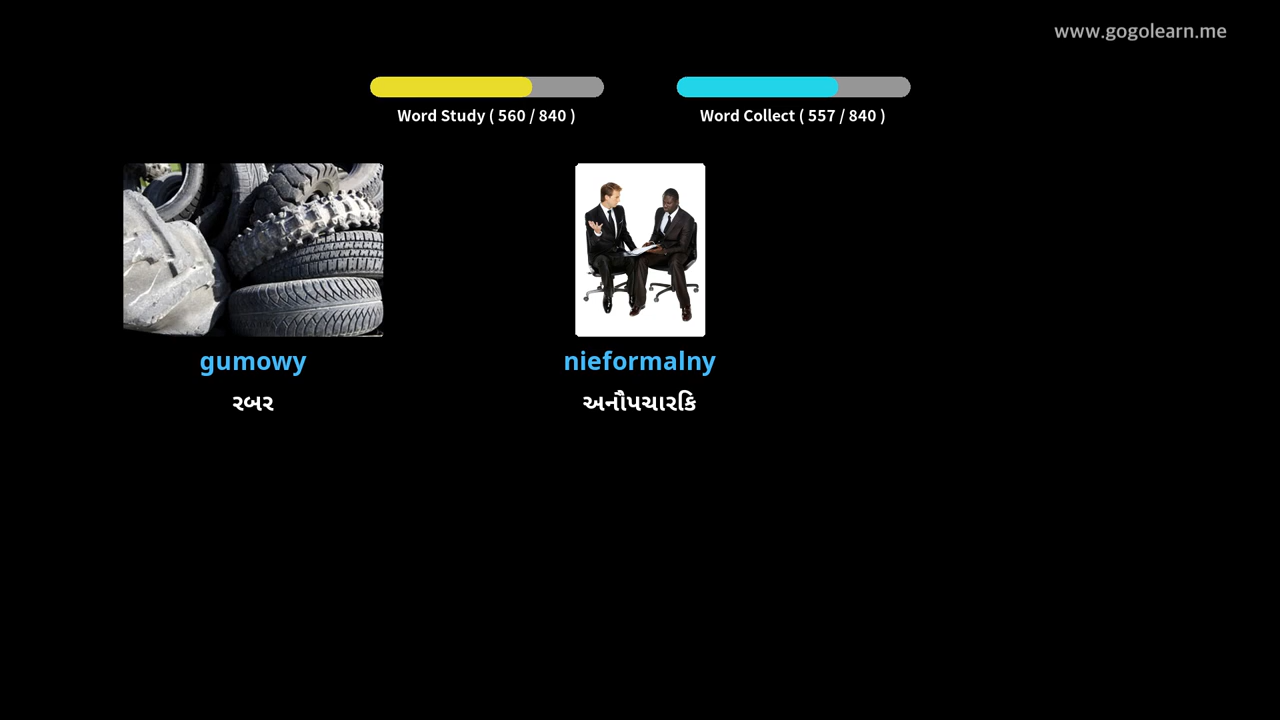 www.gogolearn.me
Word Study ( 560 / 840 )
Word Collect ( 557 / 840 )
gumowy
nieformalny
રબર
અનૌપચારિક